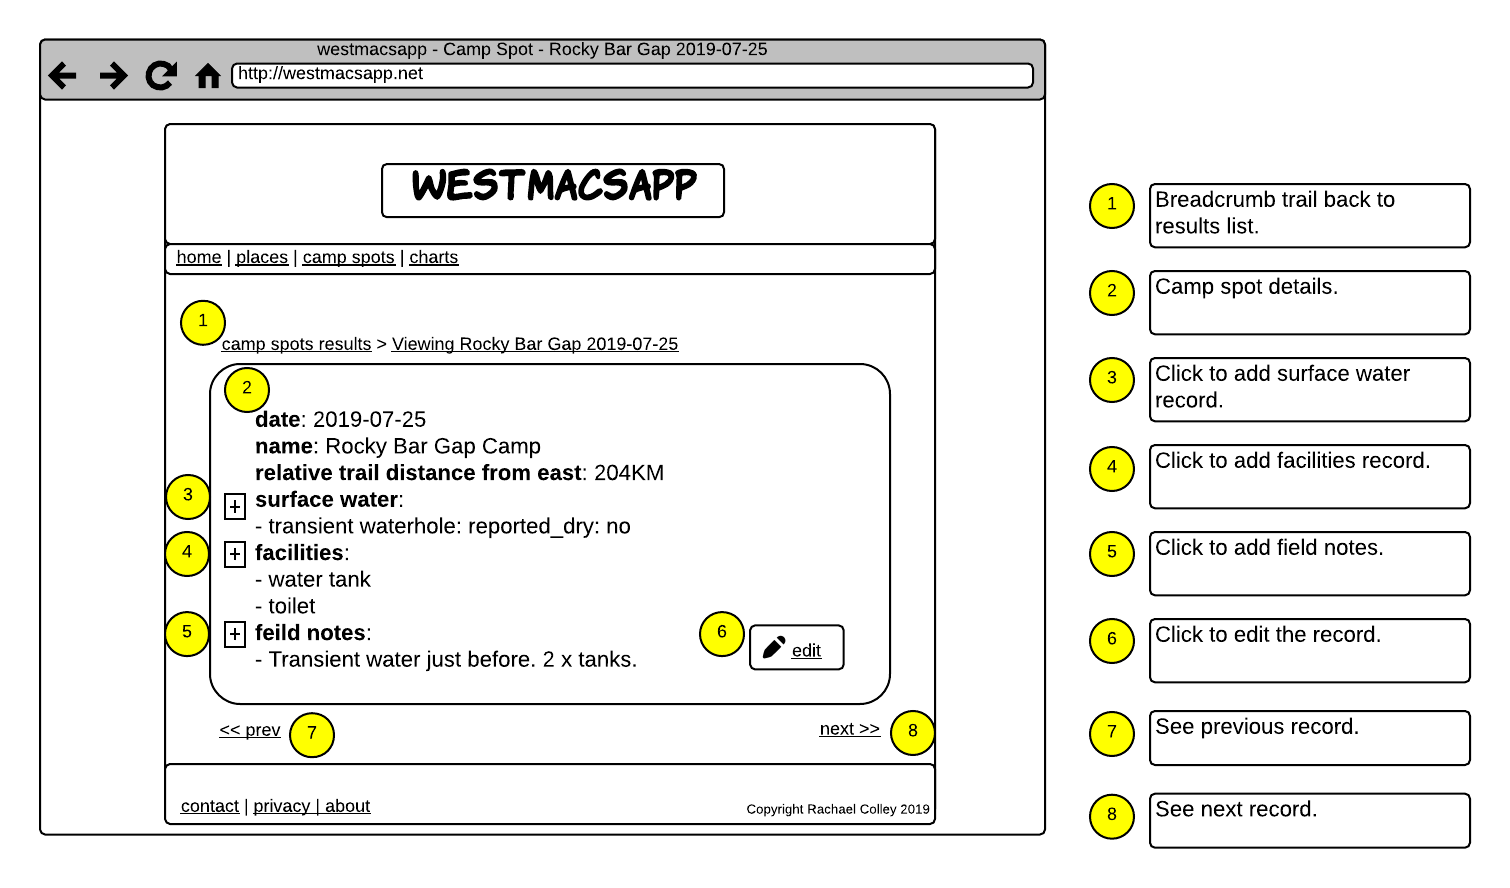 westmacsapp - Camp Spot - Rocky Bar Gap 2019-07-25
http://westmacsapp.net
WESTMACSAPP
home | places | camp spots | charts
1
camp spots results > Viewing Rocky Bar Gap 2019-07-25
2
date: 2019-07-25
name: Rocky Bar Gap Camp
relative trail distance from east: 204KM
3
+ surface water:
- transient waterhole: reported_dry: no
4
+ facilities:
- water tank
- toilet
5
+ feild notes:
- Transient water just before. 2 x tanks.
6
edit
<< prev
7
next >>
8
contact | privacy | about
Copyright Rachael Colley 2019
1
Breadcrumb trail back to
results list.
2
Camp spot details.
3
Click to add surface water
record.
4
Click to add facilities record.
5
Click to add field notes.
6
Click to edit the record.
7
See previous record.
8
See next record.